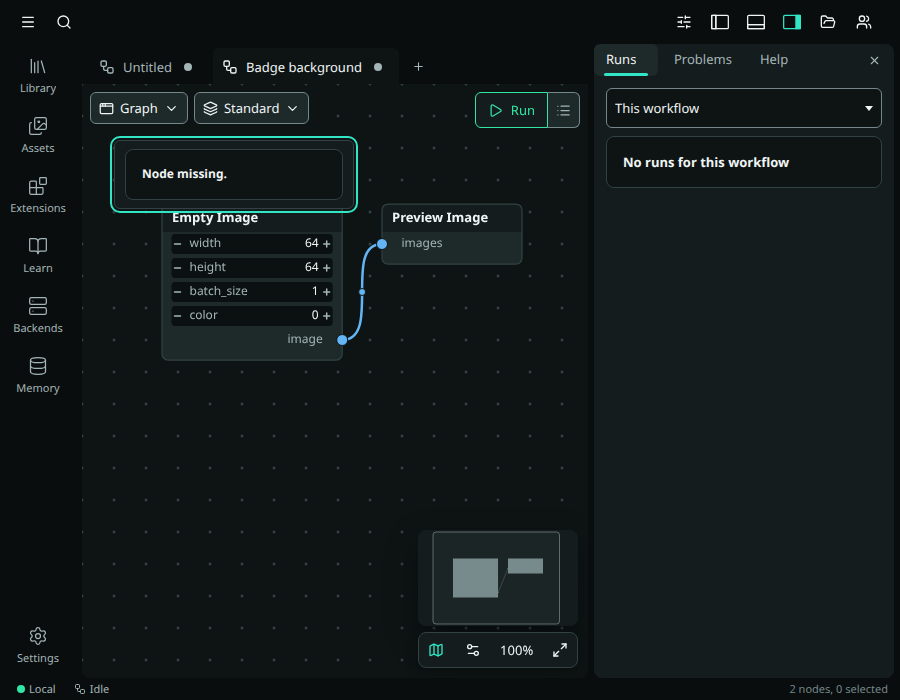 Untitled
Badge background
Runs
Problems
Help
Library
Assets
Extensions
Learn
Backends
Memory
Settings
Graph
Standard
Run
This workflow
No runs for this workflow
Node missing.
Empty Image
width 64
height 64
batch_size 1
color 0
image
Preview Image
images
100%
Local
Idle
2 nodes, 0 selected